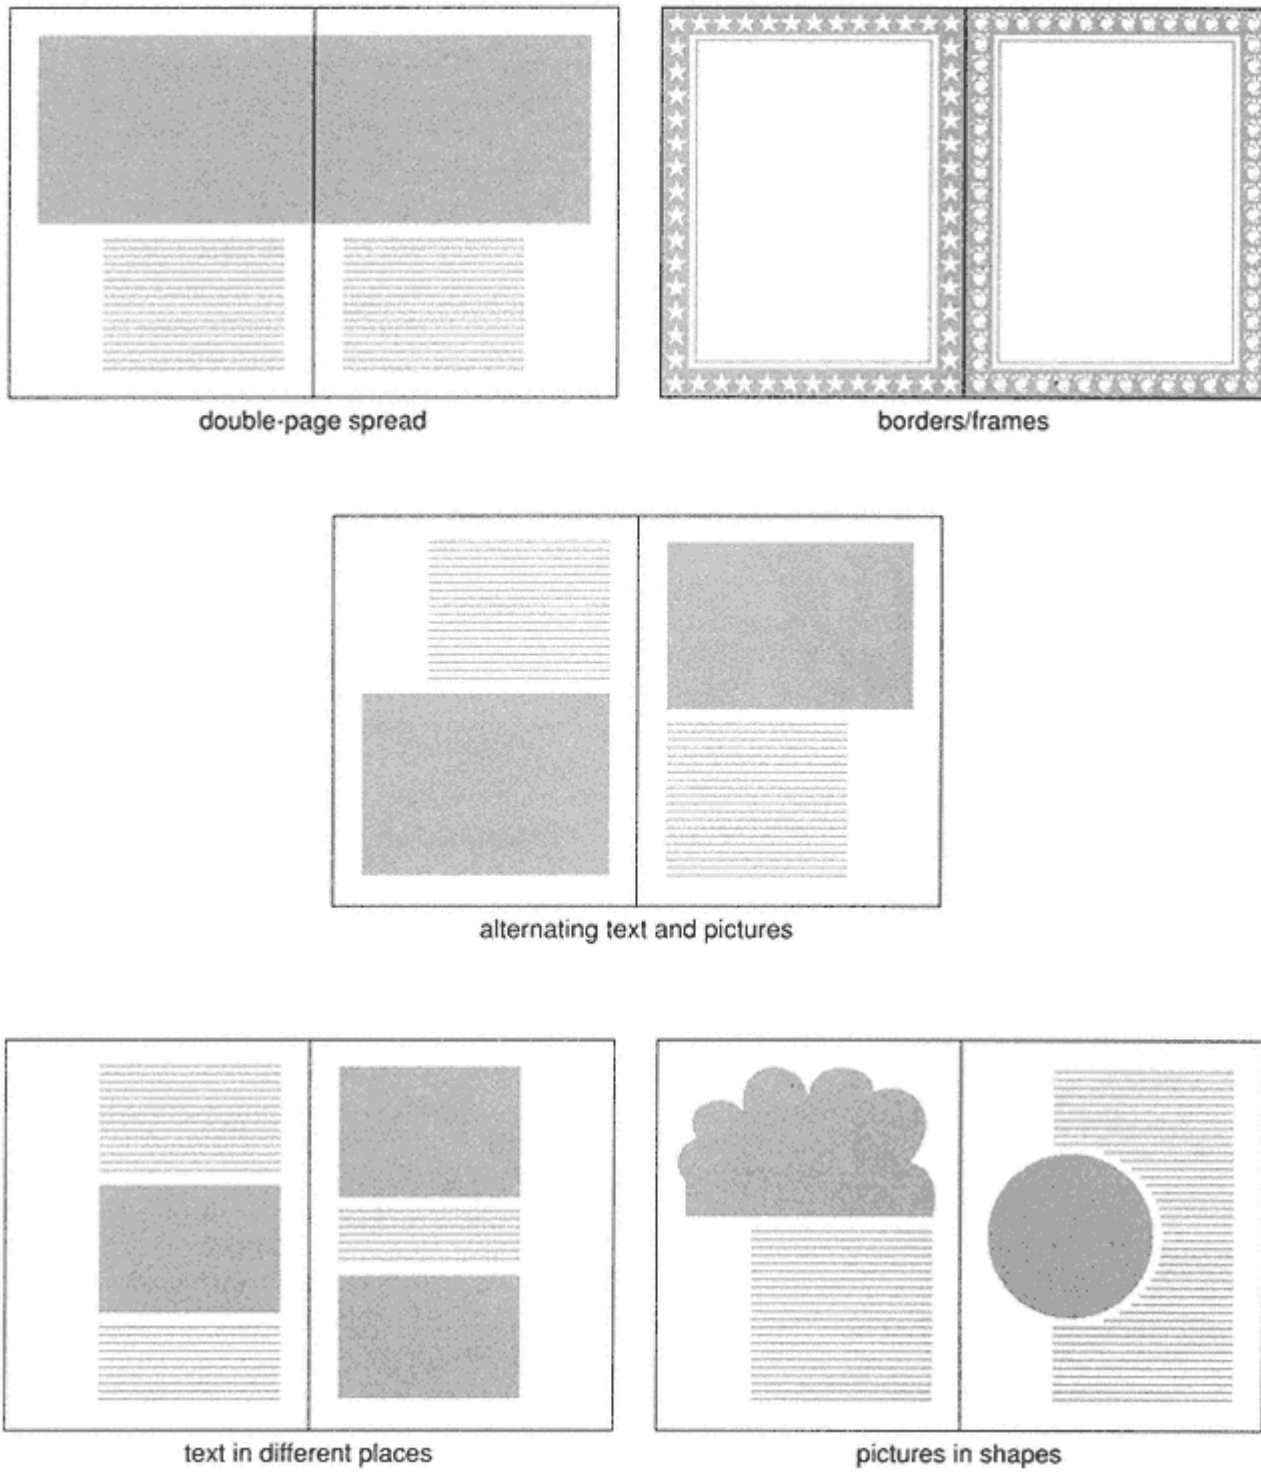 double-page spread
borders/frames
alternating text and pictures
text in different places
pictures in shapes